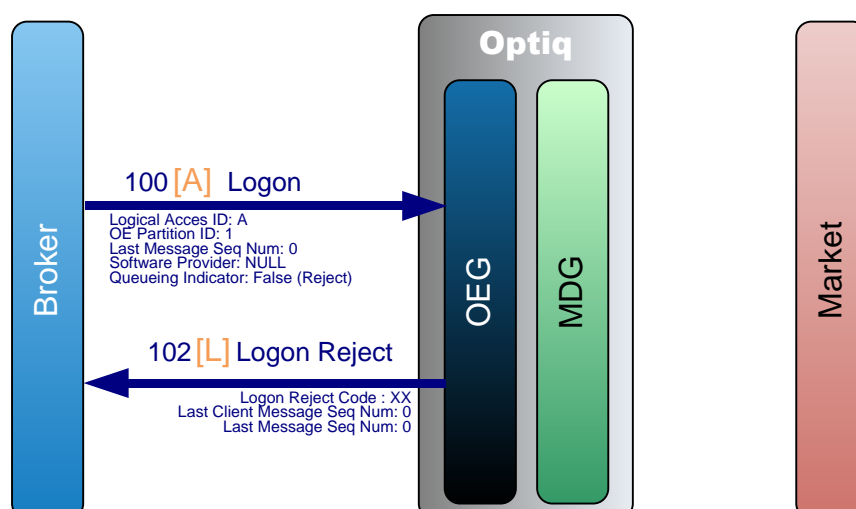 Optiq
100 [A] Logon
Logical Acces ID: A
OE Partition ID: 1
Last Message Seq Num: 0
Software Provider: NULL
Queueing Indicator: False (Reject)
Broker
OEG
MDG
Market
102 [L] Logon Reject
Logon Reject Code : XX
Last Client Message Seq Num: 0
Last Message Seq Num: 0